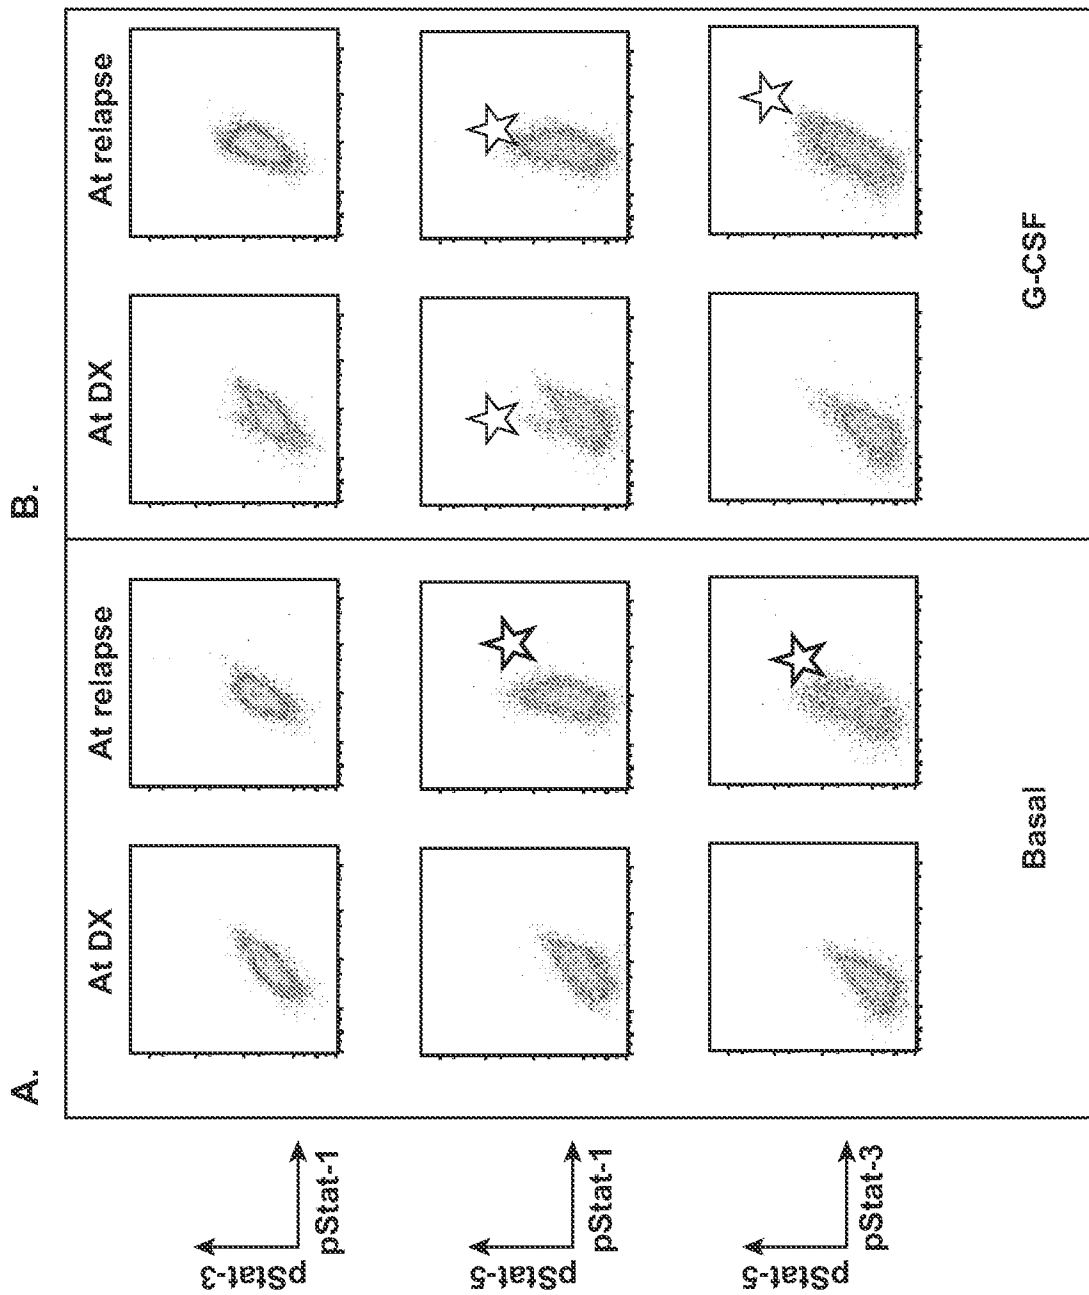 A.
B.
At DX
At relapse
At DX
At relapse
pStat-3
pStat-1
pStat-5
pStat-1
pStat-5
pStat-3
Basal
G-CSF